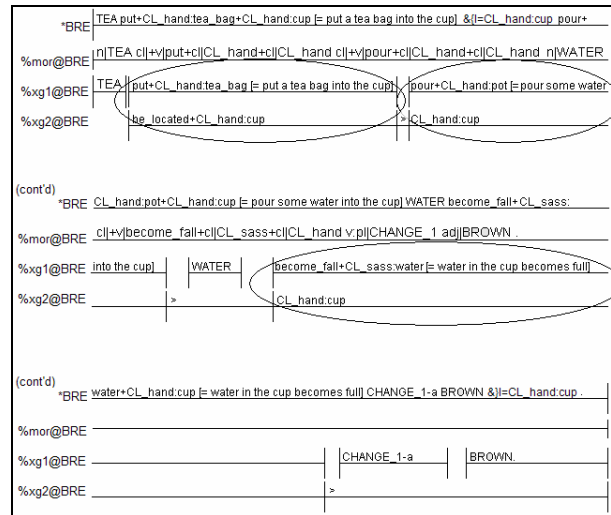 *BRE TEA put+CL_hand:tea_bag+CL_hand:cup [= put a tea bag into the cup] &{l=CL_hand:cup pour+
%mor@BRE n|TEA cl|+v|put+cl|CL_hand+cl|CL_hand cl|+v|pour+cl|CL_hand+cl|CL_hand n|WATER
%xg1@BRE TEA put+CL_hand:tea_bag [= put a tea bag into the cup] pour+CL_hand:pot [= pour some water
%xg2@BRE be_located+CL_hand:cup > CL_hand:cup
(cont'd)
*BRE CL_hand:pot+CL_hand:cup [= pour some water into the cup] WATER become_fall+CL_sass:
%mor@BRE cl|+v|become_fall+cl|CL_sass+cl|CL_hand v:pl|CHANGE_1 adj|BROWN .
%xg1@BRE into the cup] WATER become_fall+CL_sass:water [= water in the cup becomes full]
%xg2@BRE > CL_hand:cup
(cont'd)
*BRE water+CL_hand:cup [= water in the cup becomes full] CHANGE_1-a BROWN &}l=CL_hand:cup .
%mor@BRE
%xg1@BRE CHANGE_1-a BROWN.
%xg2@BRE >